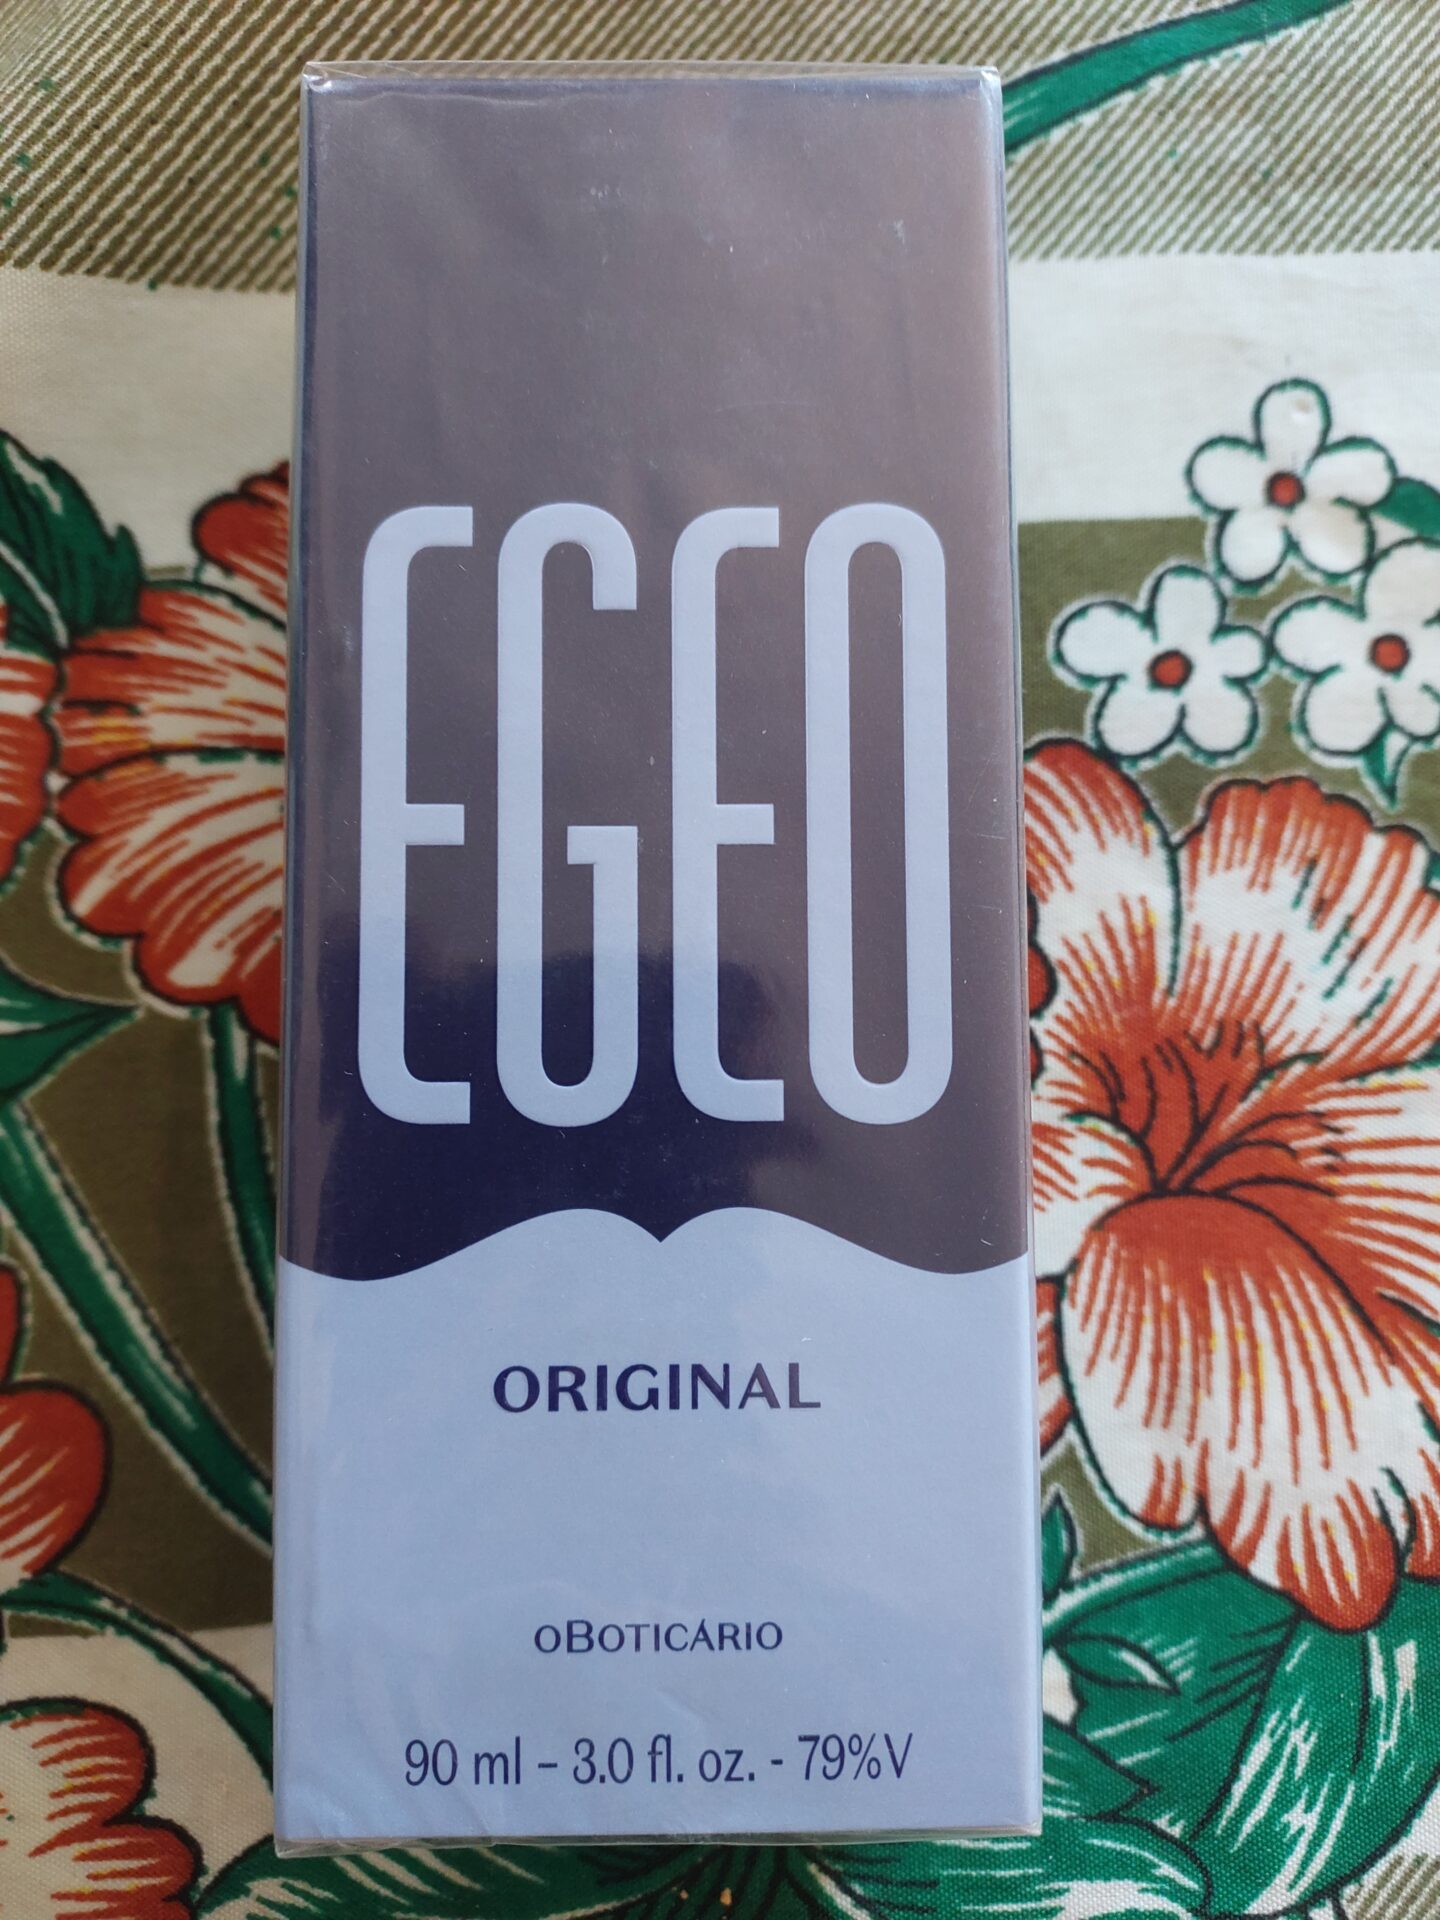 EGEO
ORIGINAL
oBOTICÁRIO
90 ml – 3.0 fl. oz. - 79%V